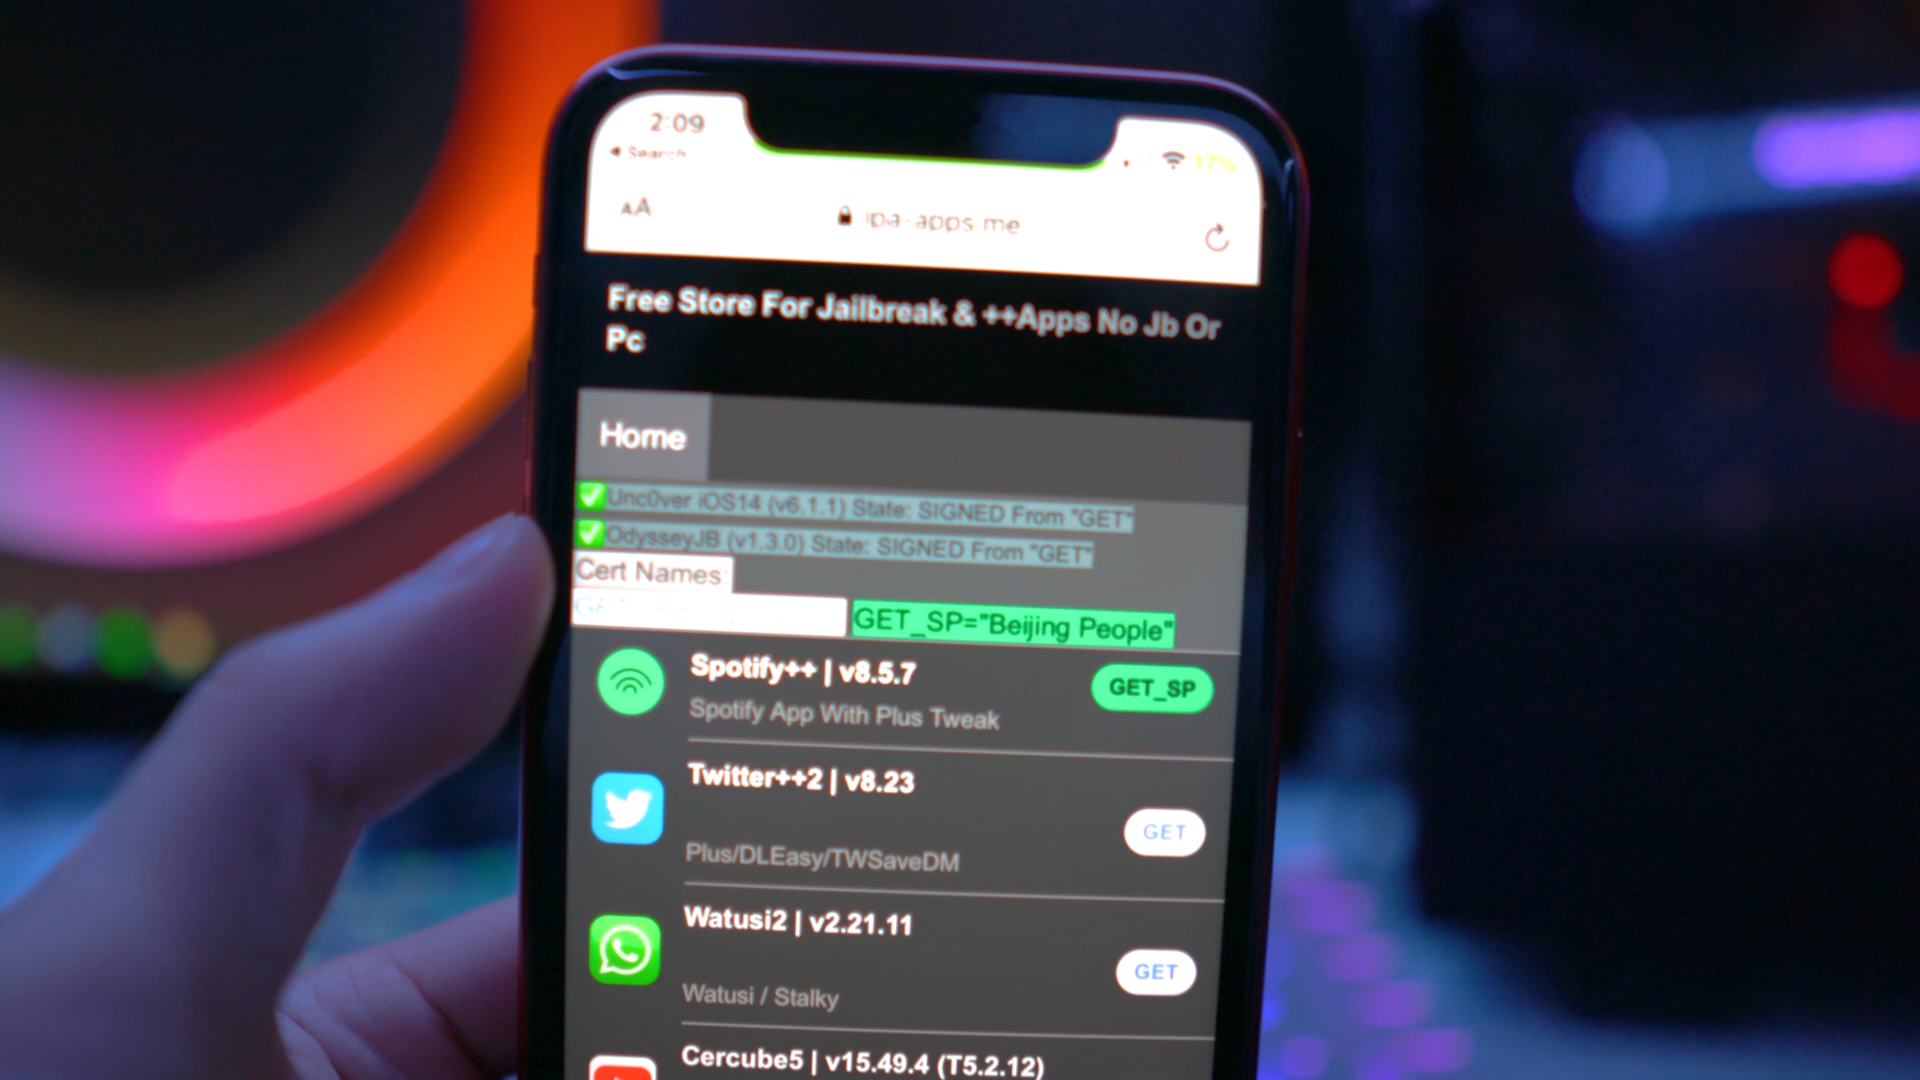 2:09
◀ Search
17%
AA
ipa-apps.me
Free Store For Jailbreak & ++Apps No Jb Or
Pc
Home
✅Unc0ver iOS14 (v6.1.1) State: SIGNED From "GET"
✅OdysseyJB (v1.3.0) State: SIGNED From "GET"
Cert Names:
GET_SP="Beijing People"
Spotify++ | v8.5.7
GET_SP
Spotify App With Plus Tweak
Twitter++2 | v8.23
GET
Plus/DLEasy/TWSaveDM
Watusi2 | v2.21.11
GET
Watusi / Stalky
Cercube5 | v15.49.4 (T5.2.12)